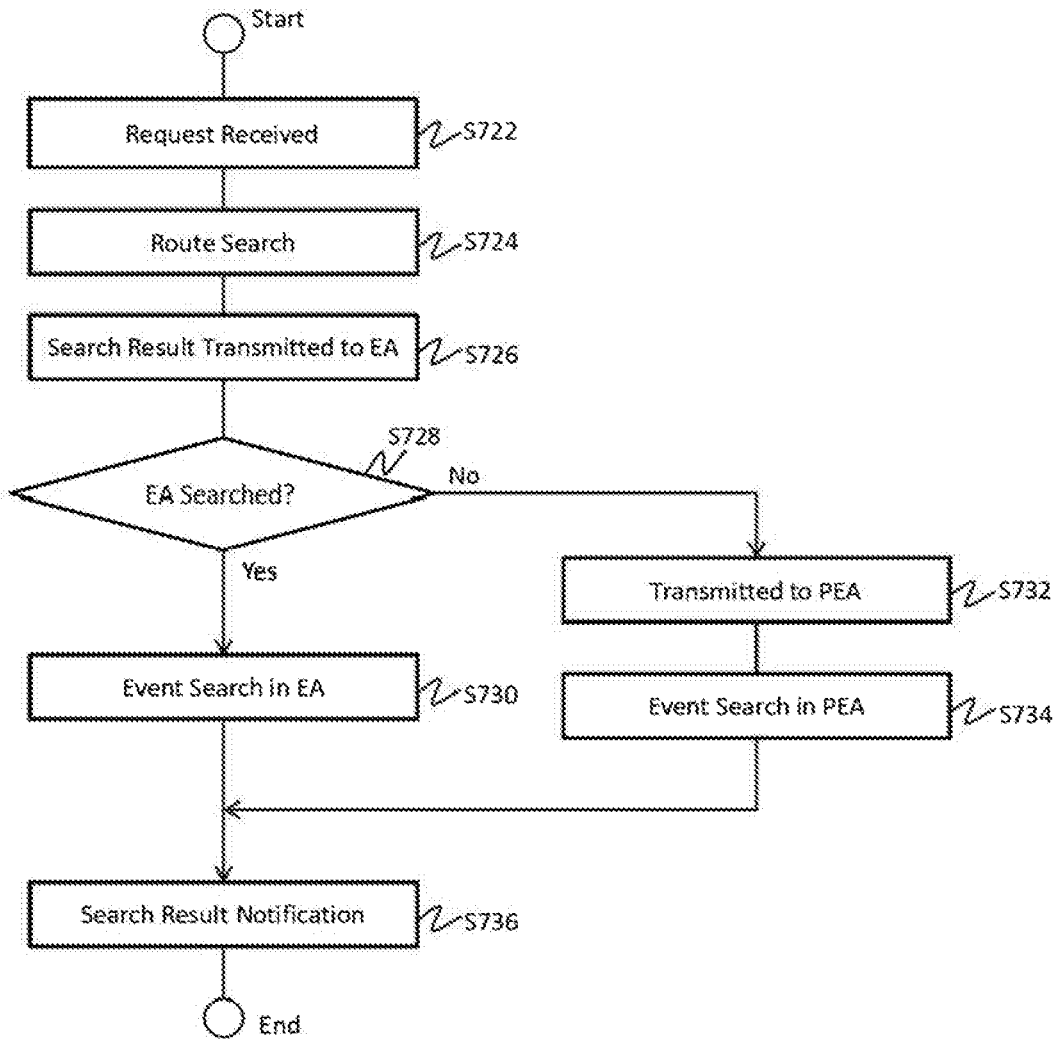 Start
Request Received
S722
Route Search
S724
Search Result Transmitted to EA
S726
S728
EA Searched?
No
Yes
Transmitted to PEA
S732
Event Search in EA
S730
Event Search in PEA
S734
Search Result Notification
S736
End